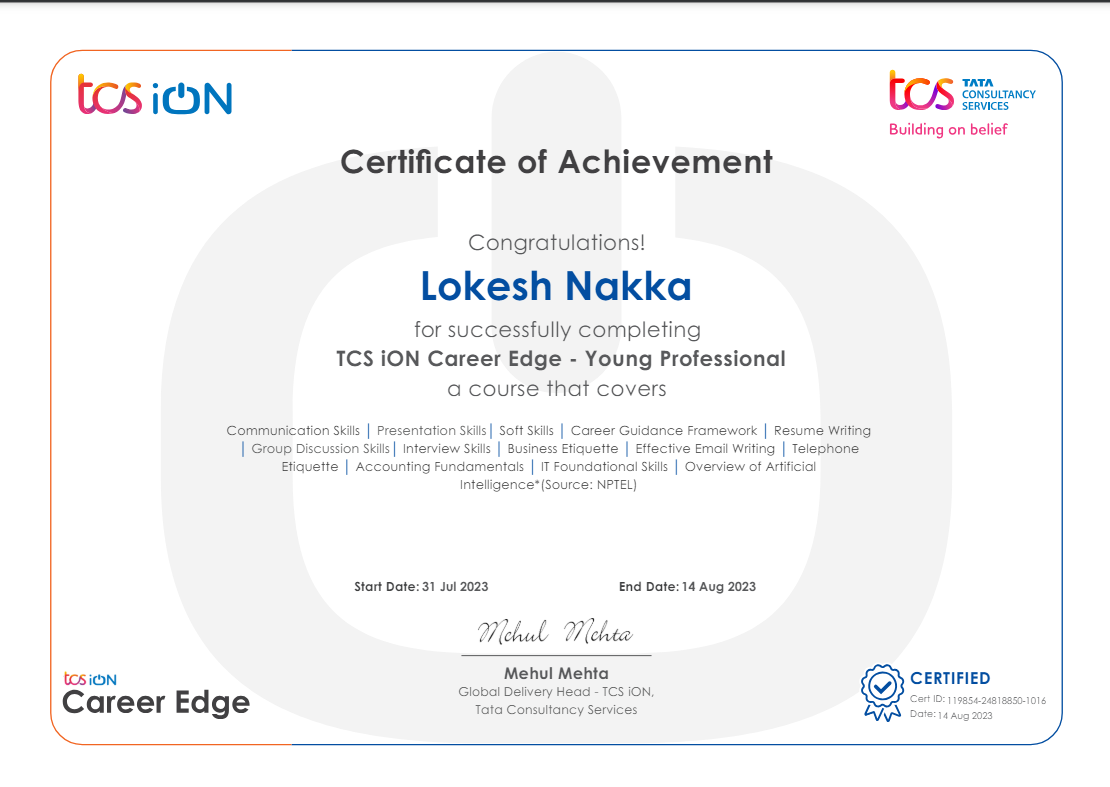 tcs iON
tcs TATA
CONSULTANCY
SERVICES
Building on belief
Certificate of Achievement
Congratulations!
Lokesh Nakka
for successfully completing
TCS iON Career Edge - Young Professional
a course that covers
Communication Skills | Presentation Skills | Soft Skills | Career Guidance Framework | Resume Writing
| Group Discussion Skills | Interview Skills | Business Etiquette | Effective Email Writing | Telephone
Etiquette | Accounting Fundamentals | IT Foundational Skills | Overview of Artificial
Intelligence*(Source: NPTEL)
Start Date: 31 Jul 2023 End Date: 14 Aug 2023
Mehul Mehta
Mehul Mehta
Global Delivery Head - TCS iON,
Tata Consultancy Services
tcs iON
Career Edge
CERTIFIED
Cert ID: 119854-24818850-1016
Date: 14 Aug 2023